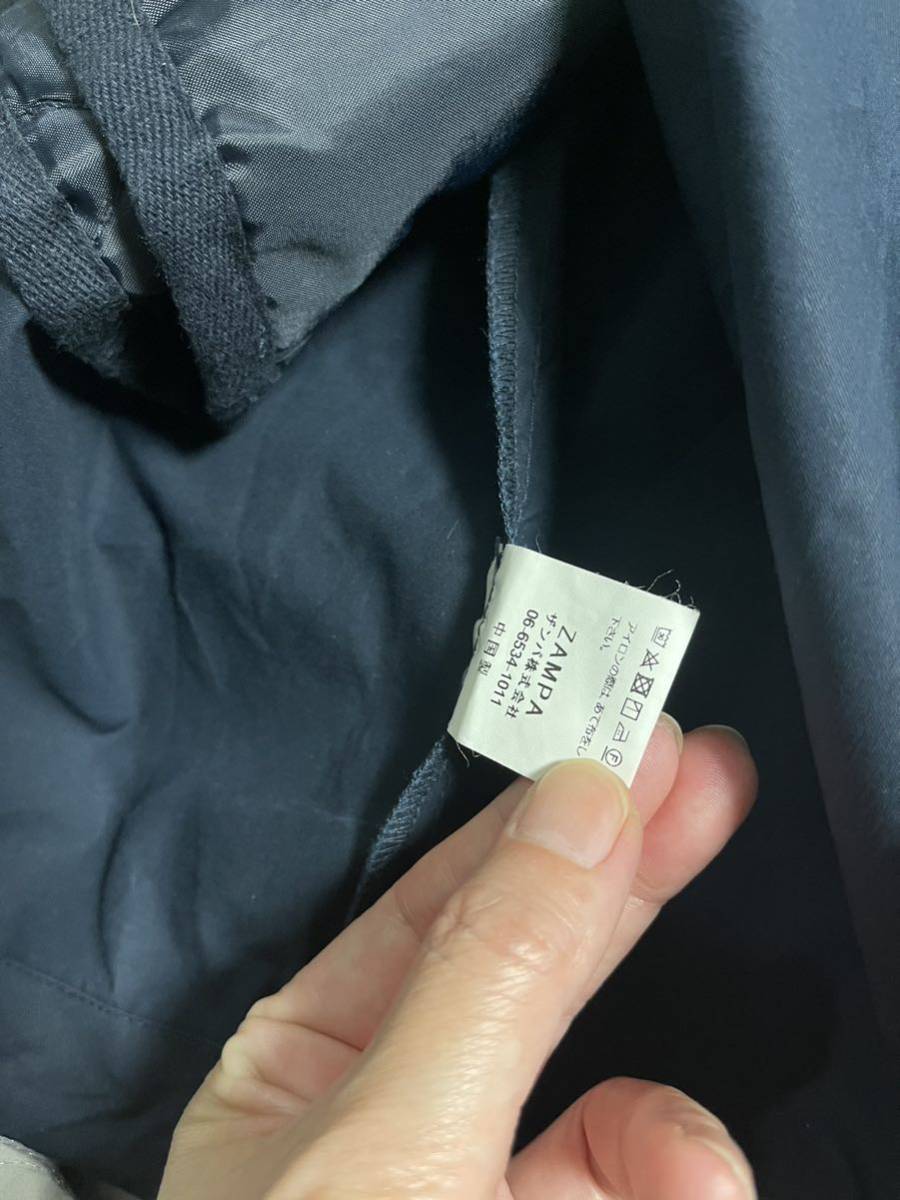 アイロンの際は、あて布をし
下さい。
ZAMPA
ザンパ株式会社
06-6534-1011
中国製